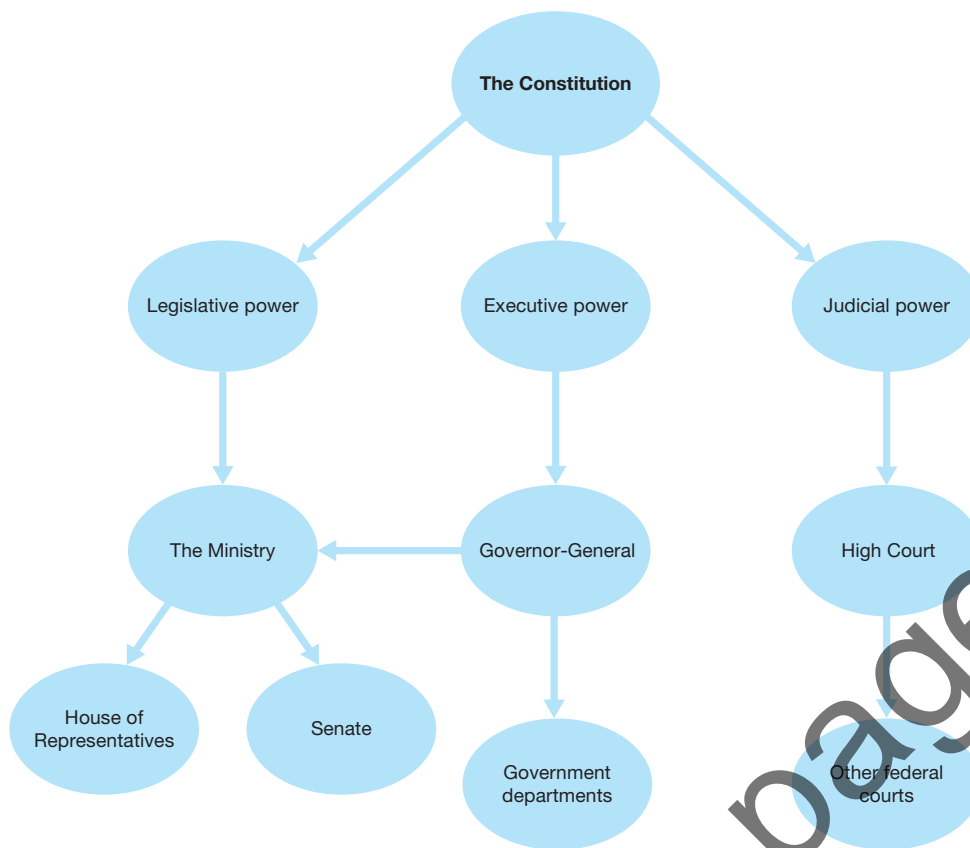 The Constitution
Legislative power
Executive power
Judicial power
The Ministry
Governor-General
High Court
House of
Representatives
Senate
Government
departments
Other federal
courts
page